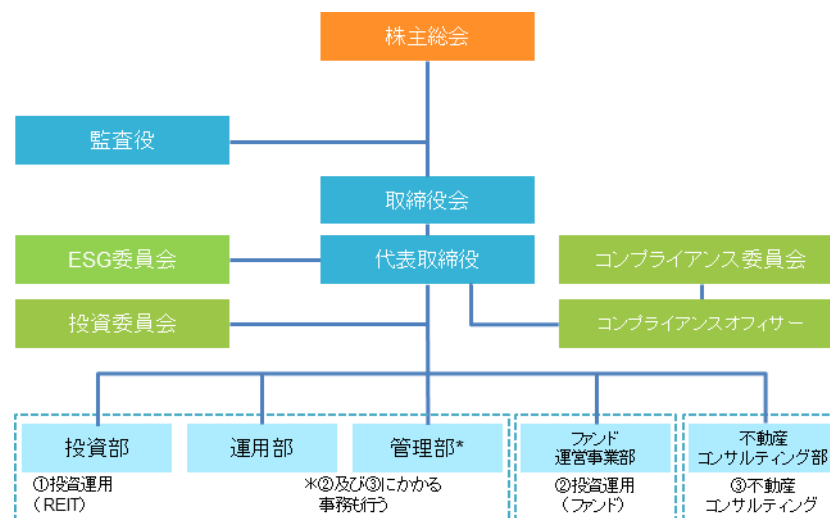 株主総会
監査役
取締役会
ESG委員会
代表取締役
コンプライアンス委員会
投資委員会
コンプライアンスオフィサー
投資部
運用部
管理部*
ファンド
運営事業部
不動産
コンサルティング部
①投資運用
(REIT)
※②及び③にかかる
事務も行う
②投資運用
(ファンド)
③不動産
コンサルティング